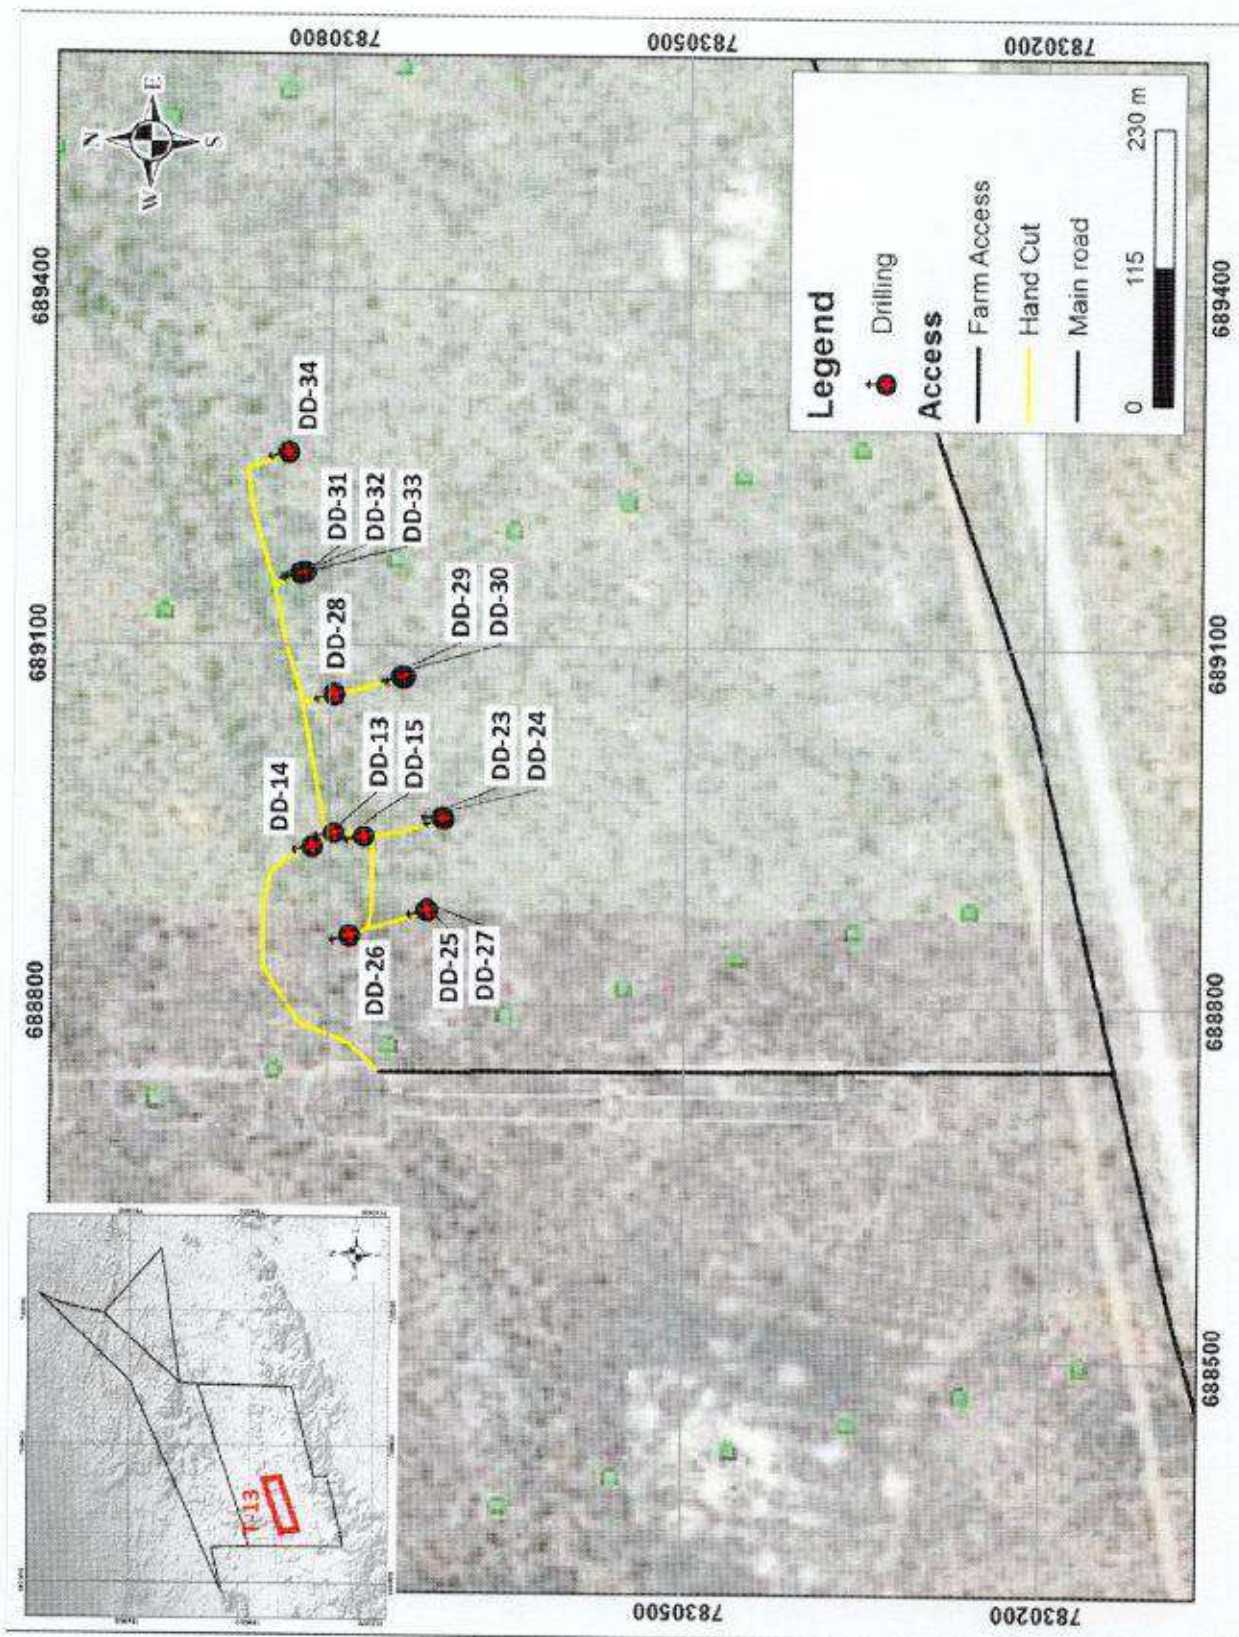 688800
689100
689400
7830800
7830500
7830200
N
W
E
S
T-13
DD-14
DD-13
DD-15
DD-28
DD-31
DD-32
DD-33
DD-34
DD-29
DD-30
DD-23
DD-24
DD-26
DD-25
DD-27
Legend
Drilling
Access
Farm Access
Hand Cut
Main road
0
115
230 m
7830500
7830200
688500
688800
689100
689400